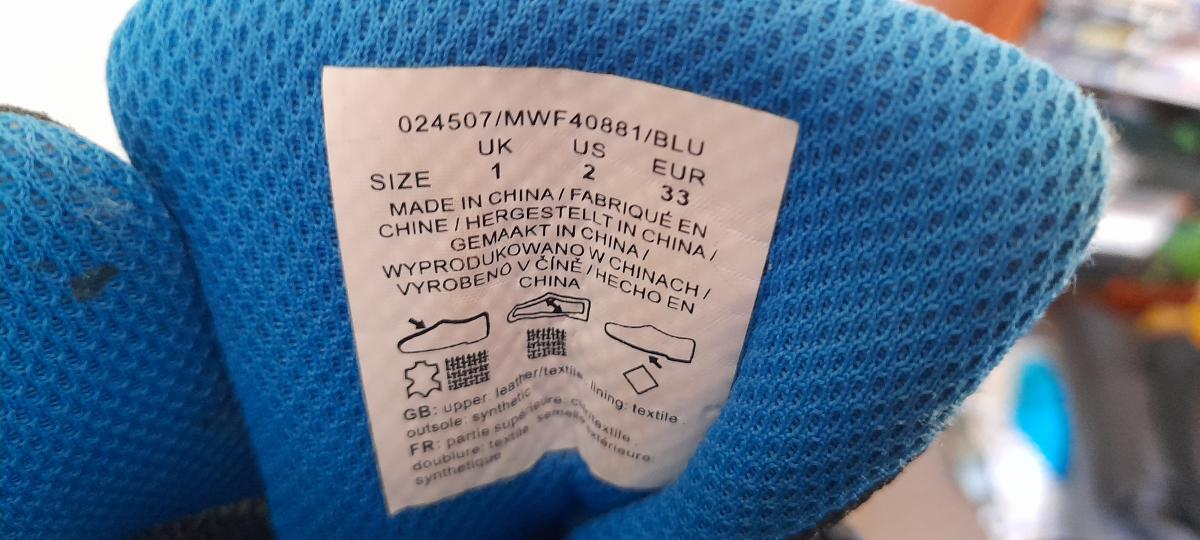 024507/MWF40881/BLU
UK US EUR
SIZE 1 2 33
MADE IN CHINA / FABRIQUÉ EN
CHINE / HERGESTELLT IN CHINA /
GEMAAKT IN CHINA /
WYPRODUKOWANO W CHINACH /
VYROBENO V ČÍNĚ / HECHO EN
CHINA
GB: upper leather/textile lining: textile
outsole: synthetic
FR: partie supérieure: cuir/textile
doublure: textile semelle extérieure:
synthetique